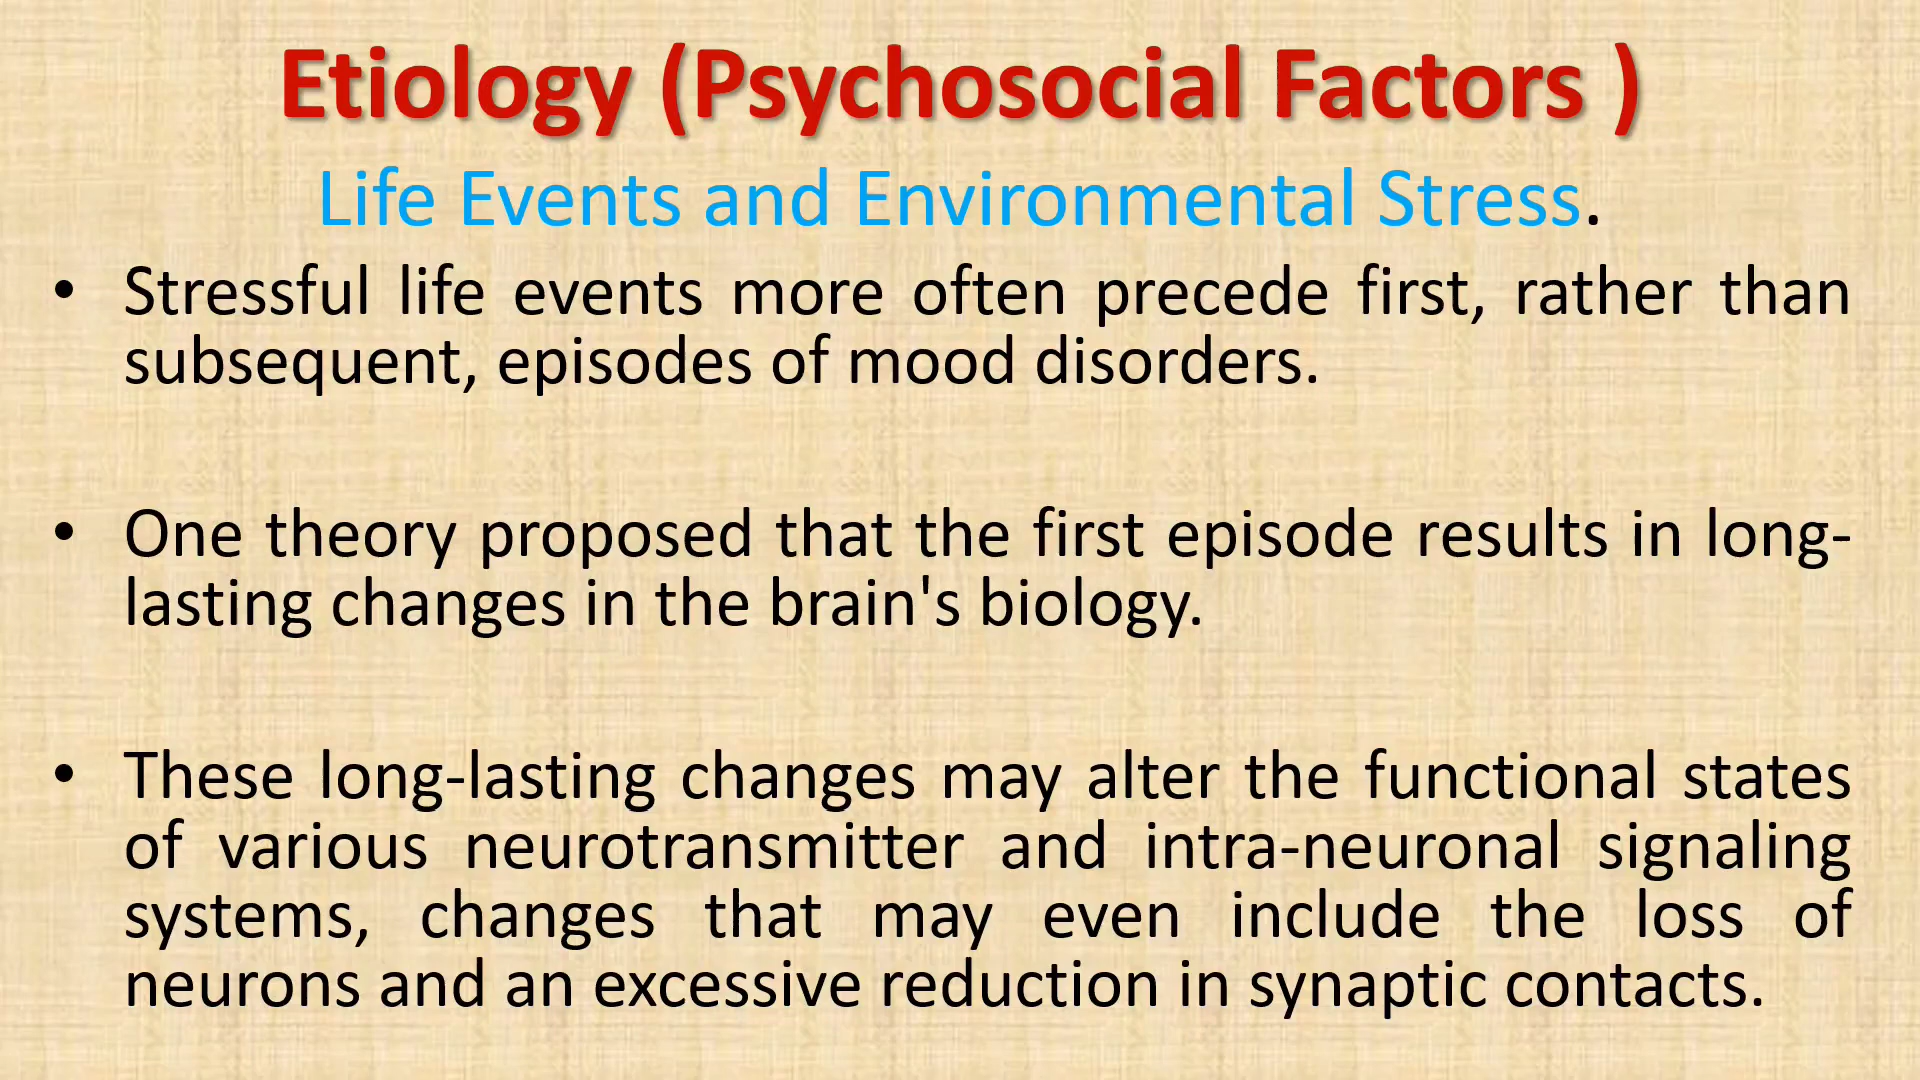 Etiology (Psychosocial Factors )
Life Events and Environmental Stress.
• Stressful life events more often precede first, rather than
subsequent, episodes of mood disorders.
• One theory proposed that the first episode results in long-
lasting changes in the brain's biology.
• These long-lasting changes may alter the functional states
of various neurotransmitter and intra-neuronal signaling
systems, changes that may even include the loss of
neurons and an excessive reduction in synaptic contacts.